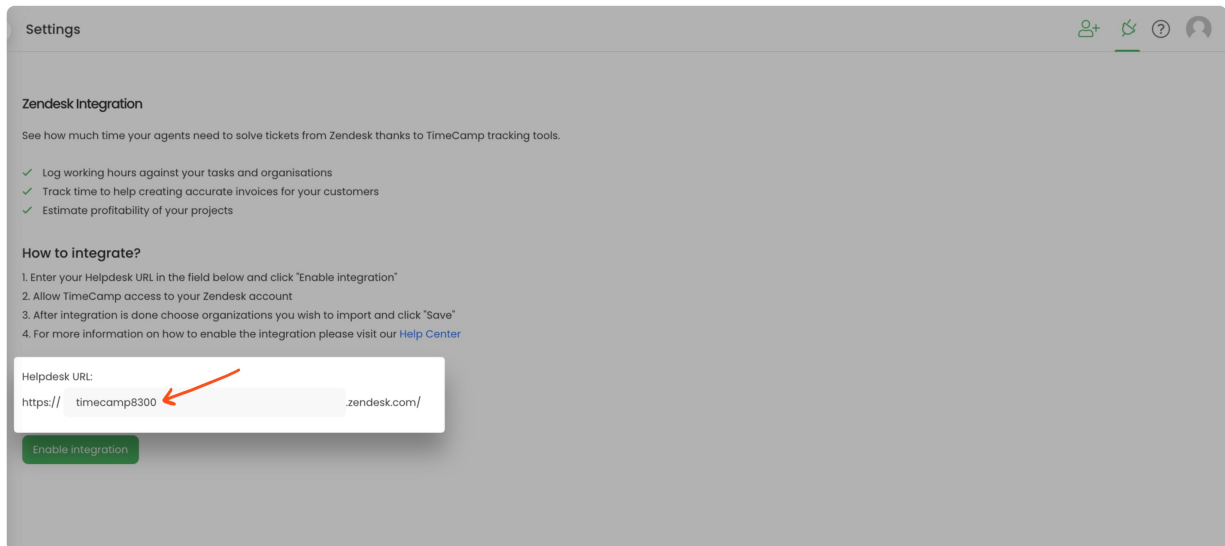 Settings
Zendesk Integration
See how much time your agents need to solve tickets from Zendesk thanks to TimeCamp tracking tools.
Log working hours against your tasks and organisations
Track time to help creating accurate invoices for your customers
Estimate profitability of your projects
How to integrate?
1. Enter your Helpdesk URL in the field below and click "Enable integration"
2. Allow TimeCamp access to your Zendesk account
3. After integration is done choose organizations you wish to import and click "Save"
4. For more information on how to enable the integration please visit our Help Center
Helpdesk URL:
https:// timecamp8300 .zendesk.com/
Enable integration